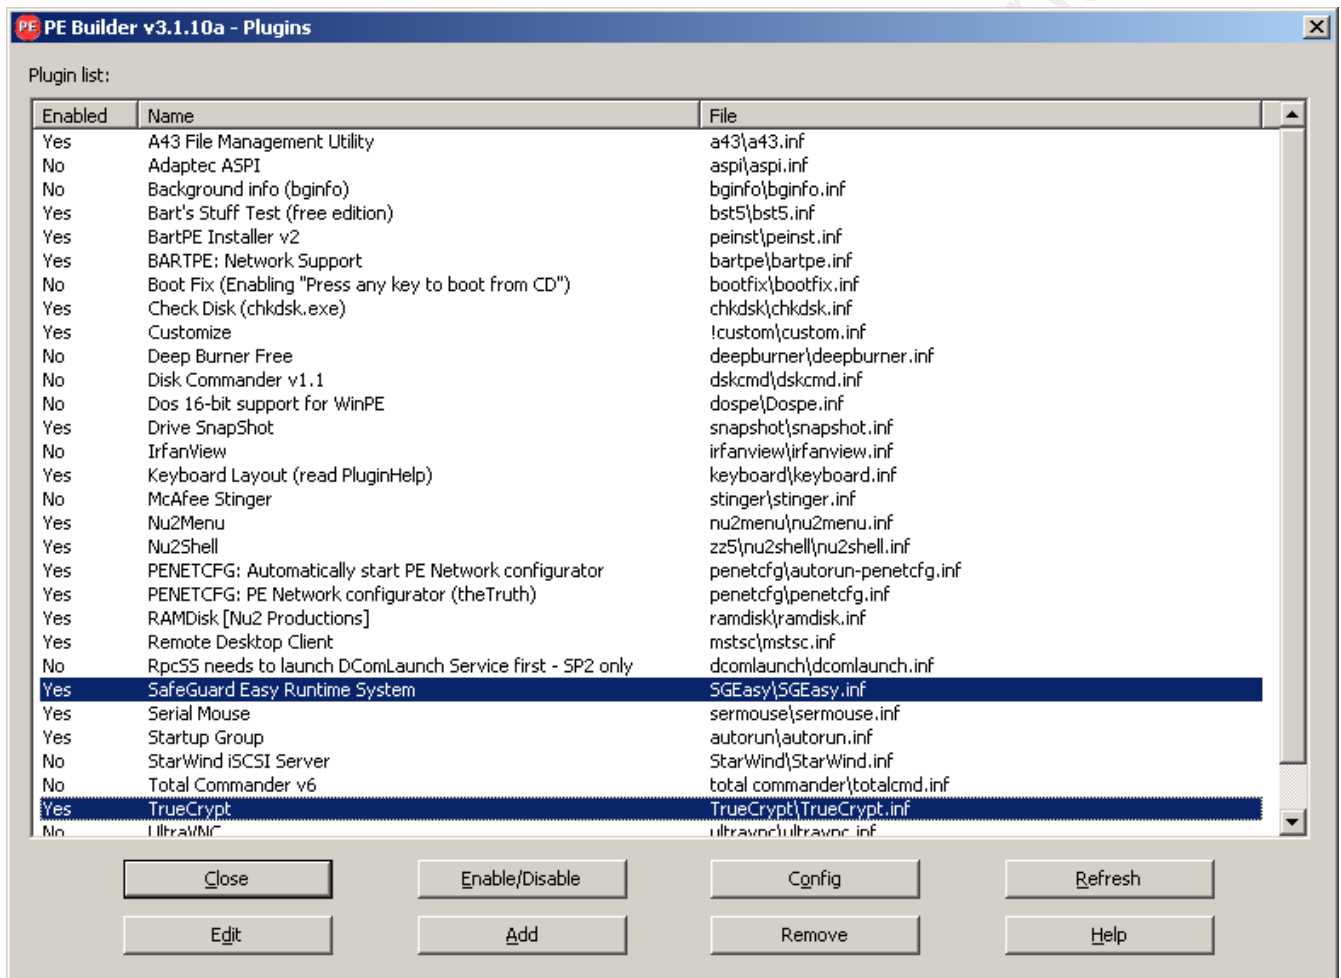 PE PE Builder v3.1.10a - Plugins
Plugin list:
Enabled Name File
Yes A43 File Management Utility a43\a43.inf
No Adaptec ASPI aspi\aspi.inf
No Background info (bginfo) bginfo\bginfo.inf
Yes Bart's Stuff Test (free edition) bst5\bst5.inf
Yes BartPE Installer v2 peinst\peinst.inf
Yes BARTPE: Network Support bartpe\bartpe.inf
No Boot Fix (Enabling "Press any key to boot from CD") bootfix\bootfix.inf
Yes Check Disk (chkdsk.exe) chkdsk\chkdsk.inf
Yes Customize !custom\custom.inf
No Deep Burner Free deepburner\deepburner.inf
No Disk Commander v1.1 dskcmd\dskcmd.inf
No Dos 16-bit support for WinPE dospe\Dospe.inf
Yes Drive SnapShot snapshot\snapshot.inf
No IrfanView irfanview\irfanview.inf
Yes Keyboard Layout (read PluginHelp) keyboard\keyboard.inf
No McAfee Stinger stinger\stinger.inf
Yes Nu2Menu nu2menu\nu2menu.inf
Yes Nu2Shell zz5\nu2shell\nu2shell.inf
Yes PENETCFG: Automatically start PE Network configurator penetcfg\autorun-penetcfg.inf
Yes PENETCFG: PE Network configurator (theTruth) penetcfg\penetcfg.inf
Yes RAMDisk [Nu2 Productions] ramdisk\ramdisk.inf
Yes Remote Desktop Client mstsc\mstsc.inf
No RpcSS needs to launch DComLaunch Service first - SP2 only dcomlaunch\dcomlaunch.inf
Yes SafeGuard Easy Runtime System SGEasy\SGEasy.inf
Yes Serial Mouse sermouse\sermouse.inf
Yes Startup Group autorun\autorun.inf
No StarWind iSCSI Server StarWind\StarWind.inf
No Total Commander v6 total commander\totalcmd.inf
Yes TrueCrypt TrueCrypt\TrueCrypt.inf
No UltraVNC ultravnc\ultravnc.inf
Close Enable/Disable Config Refresh
Edit Add Remove Help